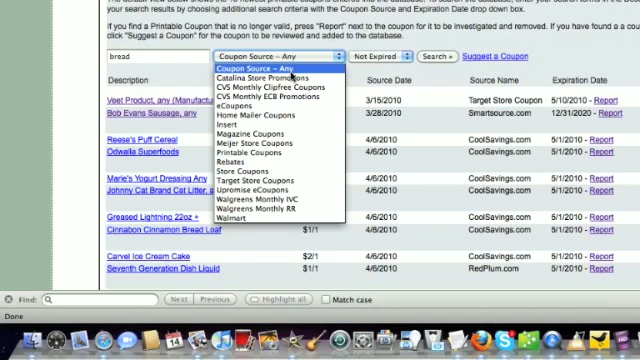 your search results by choosing additional search criteria with the Coupon Source and Expiration Date drop down box.
If you find a Printable Coupon that is no longer valid, press "Report" next to the coupon for it to be investigated and removed. If you have found a a coup
click "Suggest a Coupon" for the coupon to be reviewed and added to the database.
bread Coupon Source - Any Not Expired Search » Suggest a Coupon
Coupon Source - Any
Catalina Store Promotions
CVS Monthly Clipfree Coupons
CVS Monthly ECB Promotions
eCoupons
Home Mailer Coupons
Insert
Magazine Coupons
Meijer Store Coupons
Printable Coupons
Rebates
Store Coupons
Target Store Coupons
Upromise eCoupons
Walgreens Monthly IVC
Walgreens Monthly RR
Walmart
Description Source Date Source Name Expiration Date
Veet Product, any (Manufactu 3/15/2010 Target Store Coupon 5/10/2010 - Report
Bob Evans Sausage, any 3/28/2010 Smartsource.com 12/31/2020 - Report
Reese's Puff Cereal 4/6/2010 CoolSavings.com 5/1/2010 - Report
Odwalla Superfoods 4/6/2010 CoolSavings.com 5/1/2010 - Report
Marie's Yogurt Dressing Any 4/6/2010 CoolSavings.com 5/1/2010 - Report
Johnny Cat Brand Cat Litter, a 4/6/2010 CoolSavings.com 5/1/2010 - Report
Greased Lightning 22oz + 4/6/2010 CoolSavings.com 5/1/2010 - Report
Cinnabon Cinnamon Bread Loaf $1/1 4/6/2010 CoolSavings.com 5/1/2010 - Report
Carvel Ice Cream Cake $2/1 4/6/2010 CoolSavings.com 5/1/2010 - Report
Seventh Generation Dish Liquid $1/1 4/6/2010 RedPlum.com 5/1/2010 - Report
Find: Next Previous Highlight all Match case
Done
14